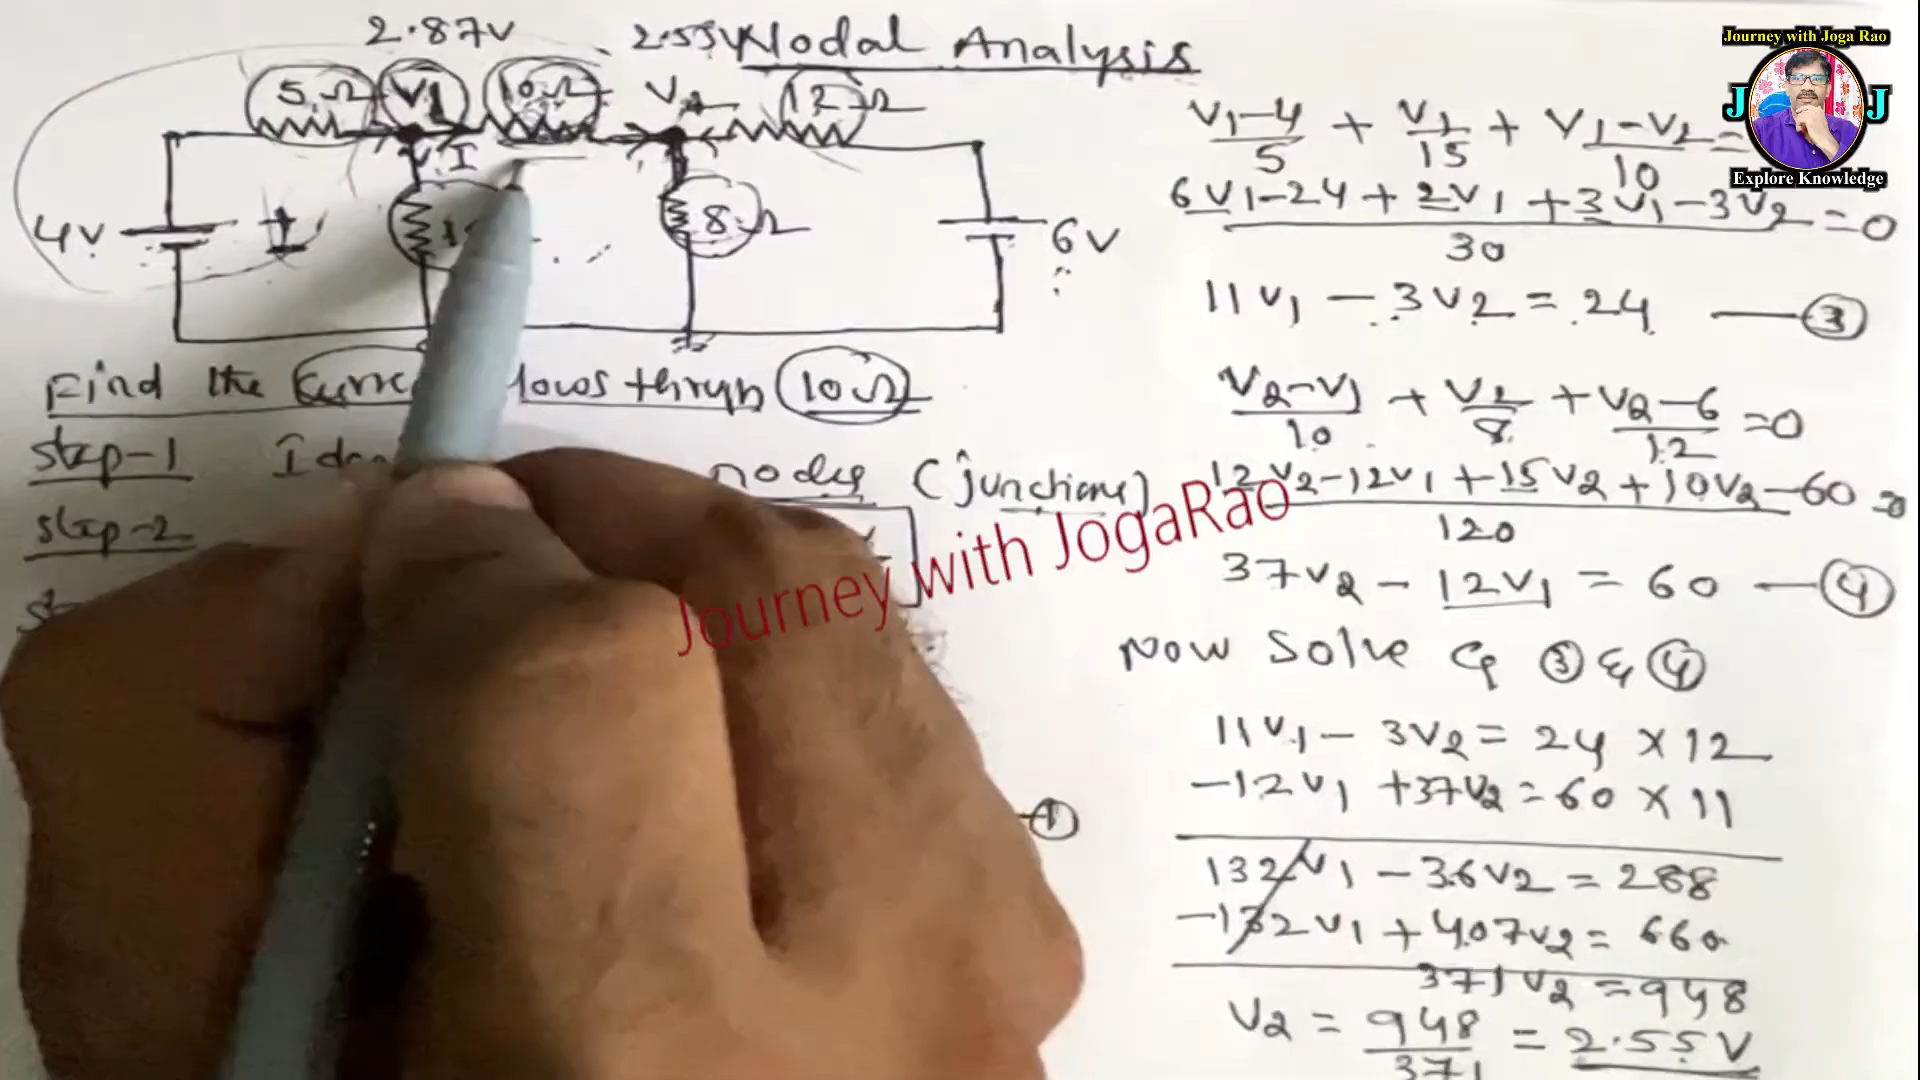 2.87V 2.55V Nodal Analysis
5Ω V1 10Ω V2 12Ω
I
4V 8Ω 6V
Find the flows through 10Ω
Step-1 nodes (junctions)
Step-2
V1-4/5 + V1/15 + V1-V2/10 =
6V1-24 + 2V1 + 3V1-3V2/30 = 0
11V1 - 3V2 = 24 — ③
V2-V1/10 + V2/8 + V2-6/12 = 0
12V2-12V1 + 15V2 + 10V2-60/120 = 0
37V2 - 12V1 = 60 — ④
Now Solve eq ③ & ④
11V1 - 3V2 = 24 × 12
-12V1 + 37V2 = 60 × 11
①
132V1 - 36V2 = 288
-132V1 + 407V2 = 660
371V2 = 948
V2 = 948/371 = 2.55V
Journey with JogaRao
Journey with Joga Rao
J J
Explore Knowledge